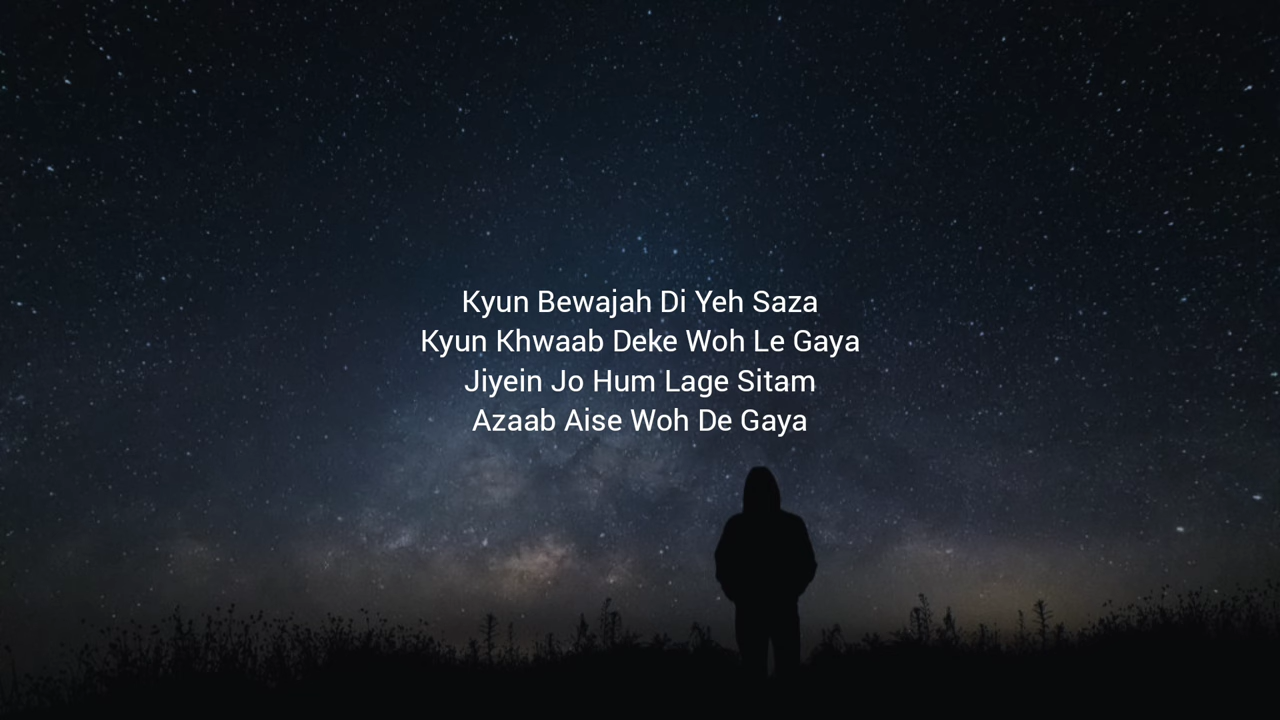 Kyun Bewajah Di Yeh Saza
Kyun Khwaab Deke Woh Le Gaya
Jiyein Jo Hum Lage Sitam
Azaab Aise Woh De Gaya